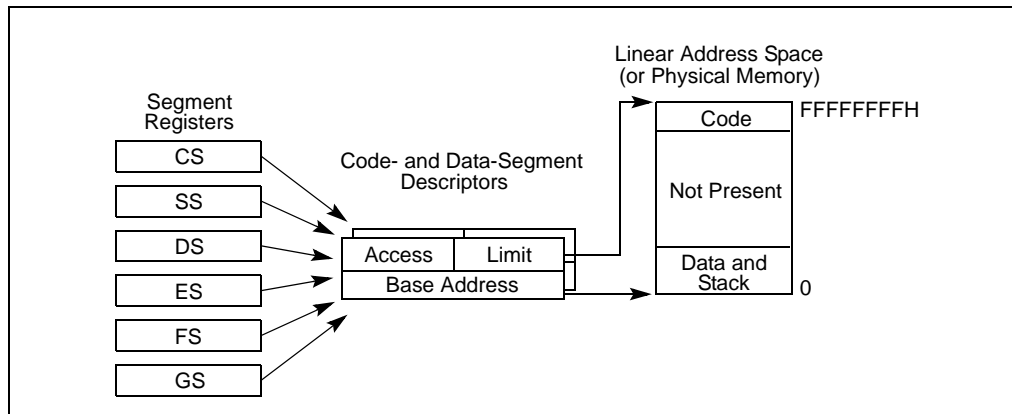 Linear Address Space
(or Physical Memory)
Segment
Registers
FFFFFFFFH
Code
CS
Code- and Data-Segment
Descriptors
SS
Not Present
DS
Access
Limit
Data and
Stack
ES
Base Address
0
FS
GS